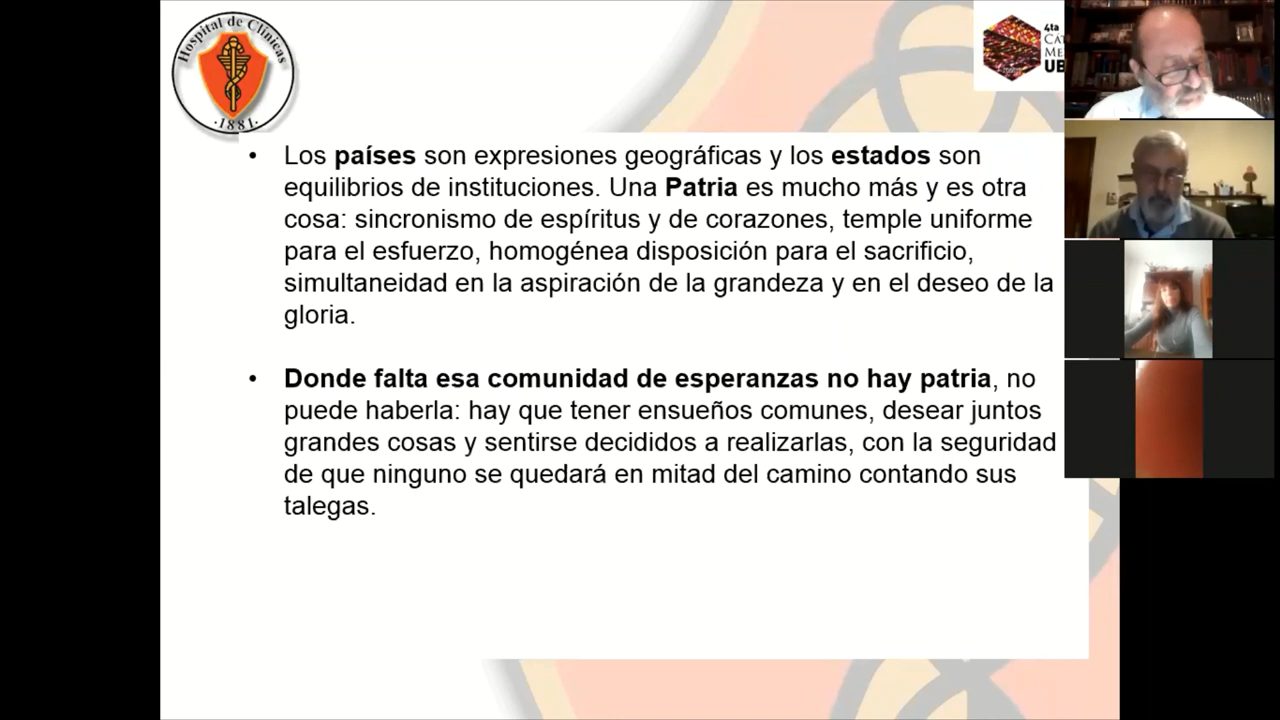 Hospital de Clínicas
·1881·
4ta
UB
• Los países son expresiones geográficas y los estados son
equilibrios de instituciones. Una Patria es mucho más y es otra
cosa: sincronismo de espíritus y de corazones, temple uniforme
para el esfuerzo, homogénea disposición para el sacrificio,
simultaneidad en la aspiración de la grandeza y en el deseo de la
gloria.
• Donde falta esa comunidad de esperanzas no hay patria, no
puede haberla: hay que tener ensueños comunes, desear juntos
grandes cosas y sentirse decididos a realizarlas, con la seguridad
de que ninguno se quedará en mitad del camino contando sus
talegas.